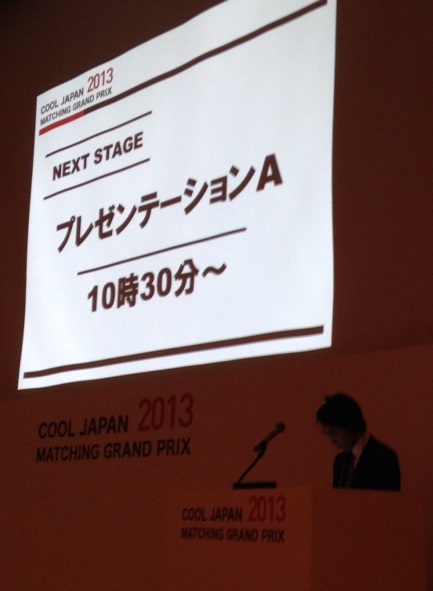 COOL JAPAN 2013
MATCHING GRAND PRIX
NEXT STAGE
プレゼンテーションA
10時30分～
COOL JAPAN 2013
MATCHING GRAND PRIX
COOL JAPAN 2013
MATCHING GRAND PRIX